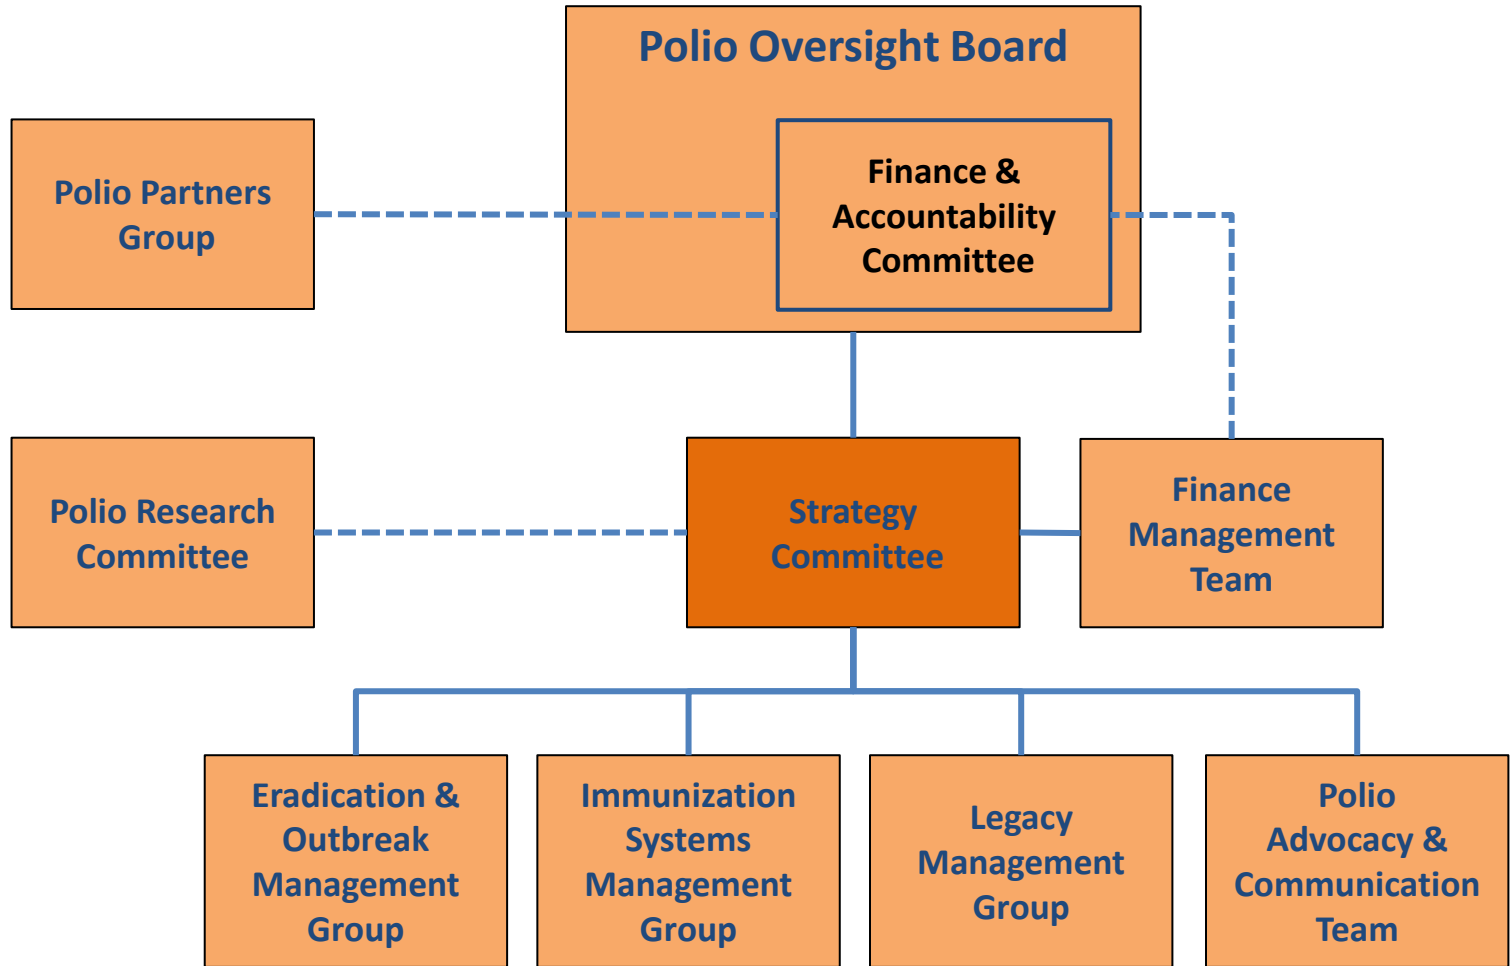 Polio Oversight Board
Finance &
Accountability
Committee
Polio Partners
Group
Polio Research
Committee
Strategy
Committee
Finance
Management
Team
Eradication &
Outbreak
Management
Group
Immunization
Systems
Management
Group
Legacy
Management
Group
Polio
Advocacy &
Communication
Team